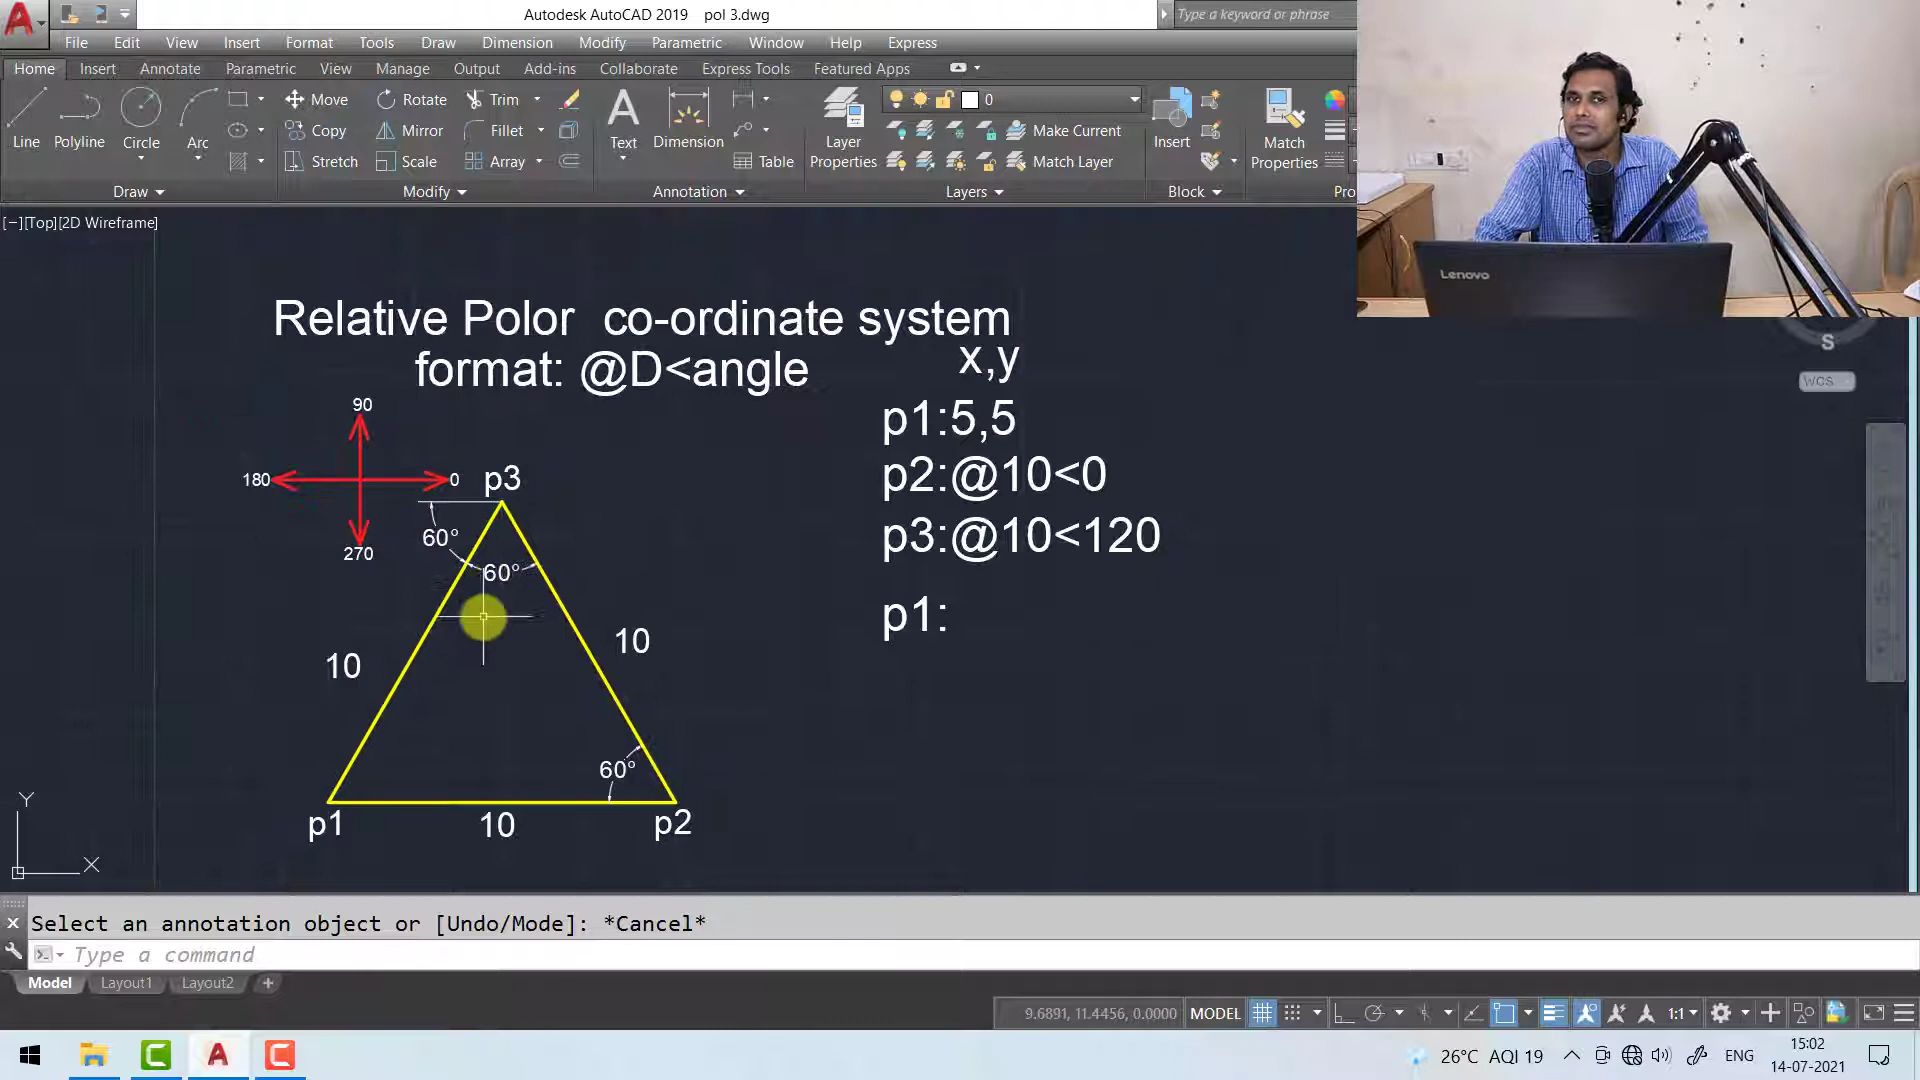 Autodesk AutoCAD 2019 pol 3.dwg
Type a keyword or phrase
File Edit View Insert Format Tools Draw Dimension Modify Parametric Window Help Express
Home Insert Annotate Parametric View Manage Output Add-ins Collaborate Express Tools Featured Apps
Line Polyline Circle Arc
Move Rotate Trim
Copy Mirror Fillet
Stretch Scale Array
Text Dimension
Table
Layer Properties
0
Make Current
Match Layer
Insert
Match Properties
Draw Modify Annotation Layers Block Pro
Lenovo
[−][Top][2D Wireframe]
S
WCS
Relative Polor co-ordinate system
format: @D<angle
x,y
p1:5,5
p2:@10<0
p3:@10<120
p1:
90
180
0
270
p3
60°
60°
10
10
60°
p1
10
p2
Y
X
Select an annotation object or [Undo/Mode]: *Cancel*
Type a command
Model Layout1 Layout2 +
9.6891, 11.4456, 0.0000 MODEL 1:1
26°C AQI 19 ENG 15:02
14-07-2021